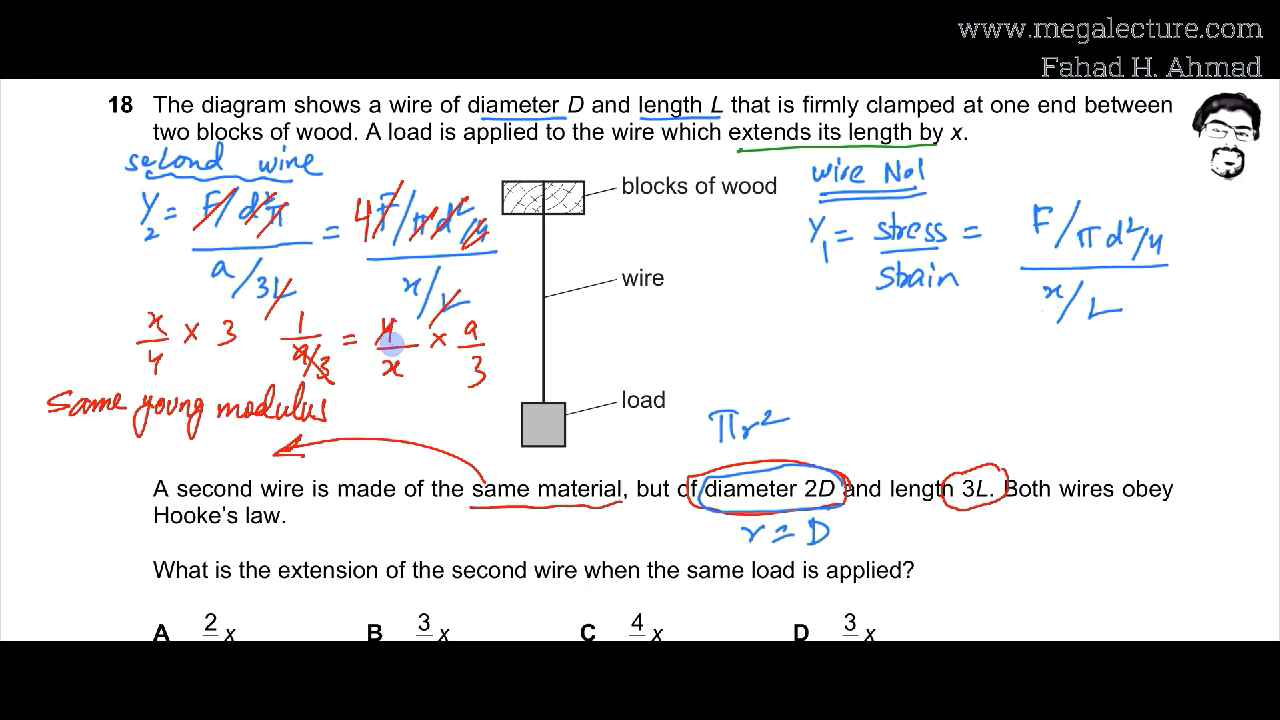 www.megalecture.com
Fahad H. Ahmad
18 The diagram shows a wire of diameter D and length L that is firmly clamped at one end between
two blocks of wood. A load is applied to the wire which extends its length by x.
second wire
Y₂ = F/d²π / a/3L = 4F/πd²/4 / x/L
x/4 × 3 1/a/3 = 4/x × a/3
Same young modulus
blocks of wood
wire
load
wire No1
Y₁ = stress/strain = F/πd²/4 / x/L
πr²
A second wire is made of the same material, but of diameter 2D and length 3L. Both wires obey
Hooke's law.
r = D
What is the extension of the second wire when the same load is applied?
A 2 x B 3 x C 4 x D 3 x